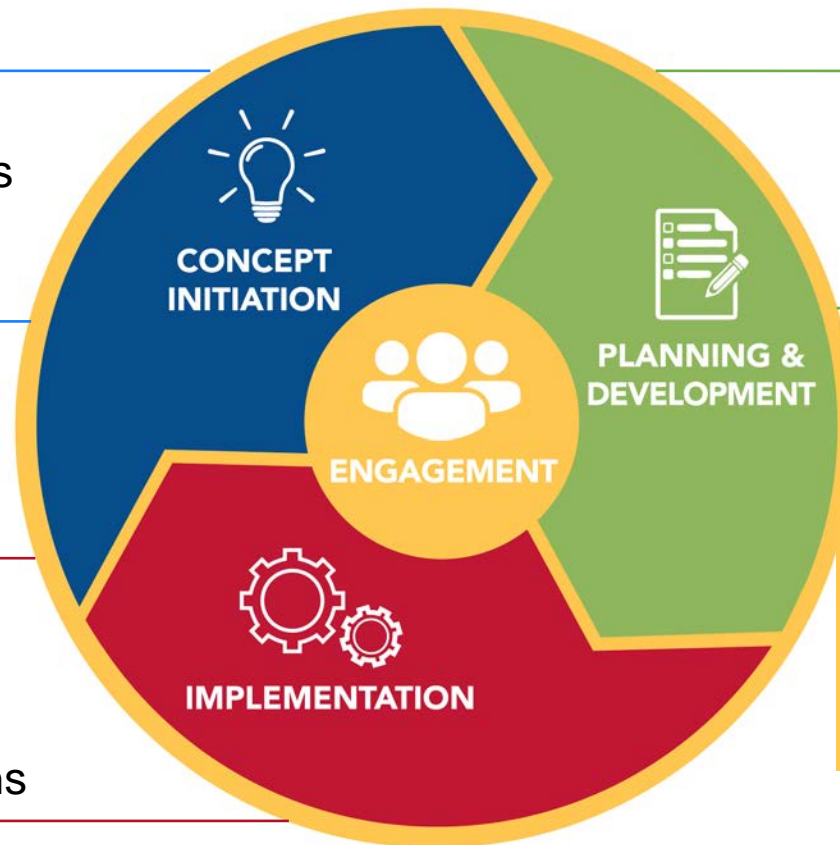 CONCEPT
INITIATION
PLANNING &
DEVELOPMENT
ENGAGEMENT
IMPLEMENTATION